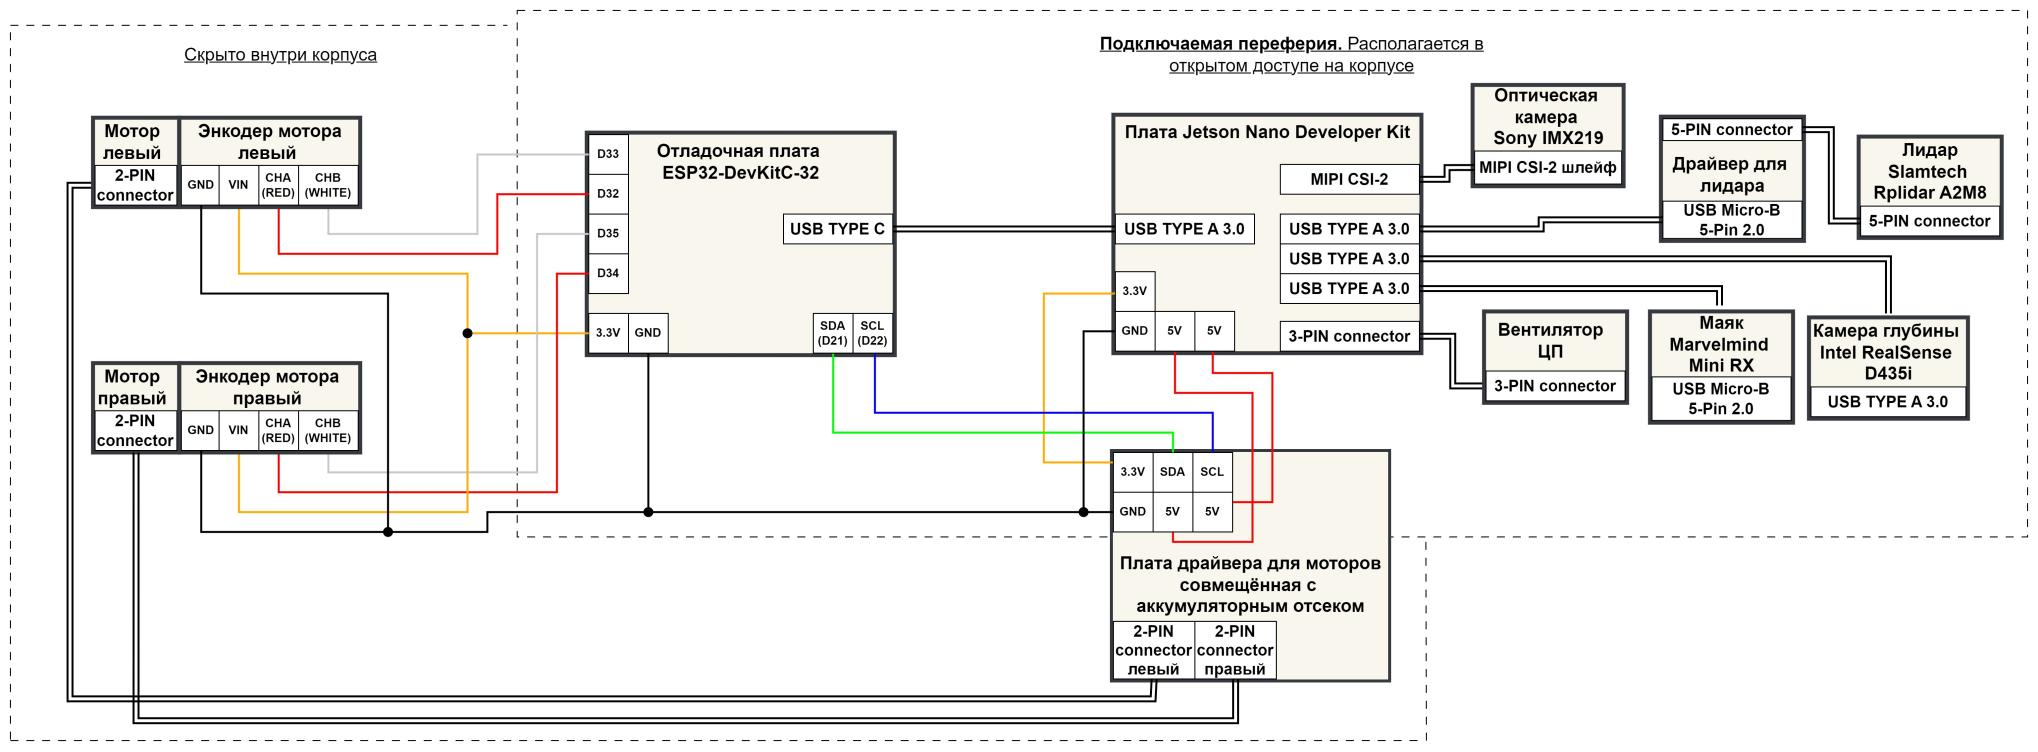 Скрыто внутри корпуса
Подключаемая переферия. Располагается в
открытом доступе на корпусе
Мотор
левый
2-PIN
connector
Энкодер мотора
левый
GND
VIN
CHA
(RED)
CHB
(WHITE)
Мотор
правый
2-PIN
connector
Энкодер мотора
правый
GND
VIN
CHA
(RED)
CHB
(WHITE)
D33
D32
D35
D34
Отладочная плата
ESP32-DevKitC-32
USB TYPE C
3.3V
GND
SDA
(D21)
SCL
(D22)
Плата Jetson Nano Developer Kit
MIPI CSI-2
USB TYPE A 3.0
USB TYPE A 3.0
USB TYPE A 3.0
USB TYPE A 3.0
3.3V
GND
5V
5V
3-PIN connector
Оптическая
камера
Sony IMX219
MIPI CSI-2 шлейф
5-PIN connector
Драйвер для
лидара
USB Micro-B
5-Pin 2.0
Лидар
Slamtech
Rplidar A2M8
5-PIN connector
Вентилятор
ЦП
3-PIN connector
Маяк
Marvelmind
Mini RX
USB Micro-B
5-Pin 2.0
Камера глубины
Intel RealSense
D435i
USB TYPE A 3.0
3.3V
SDA
SCL
GND
5V
5V
Плата драйвера для моторов
совмещённая с
аккумуляторным отсеком
2-PIN
connector
левый
2-PIN
connector
правый